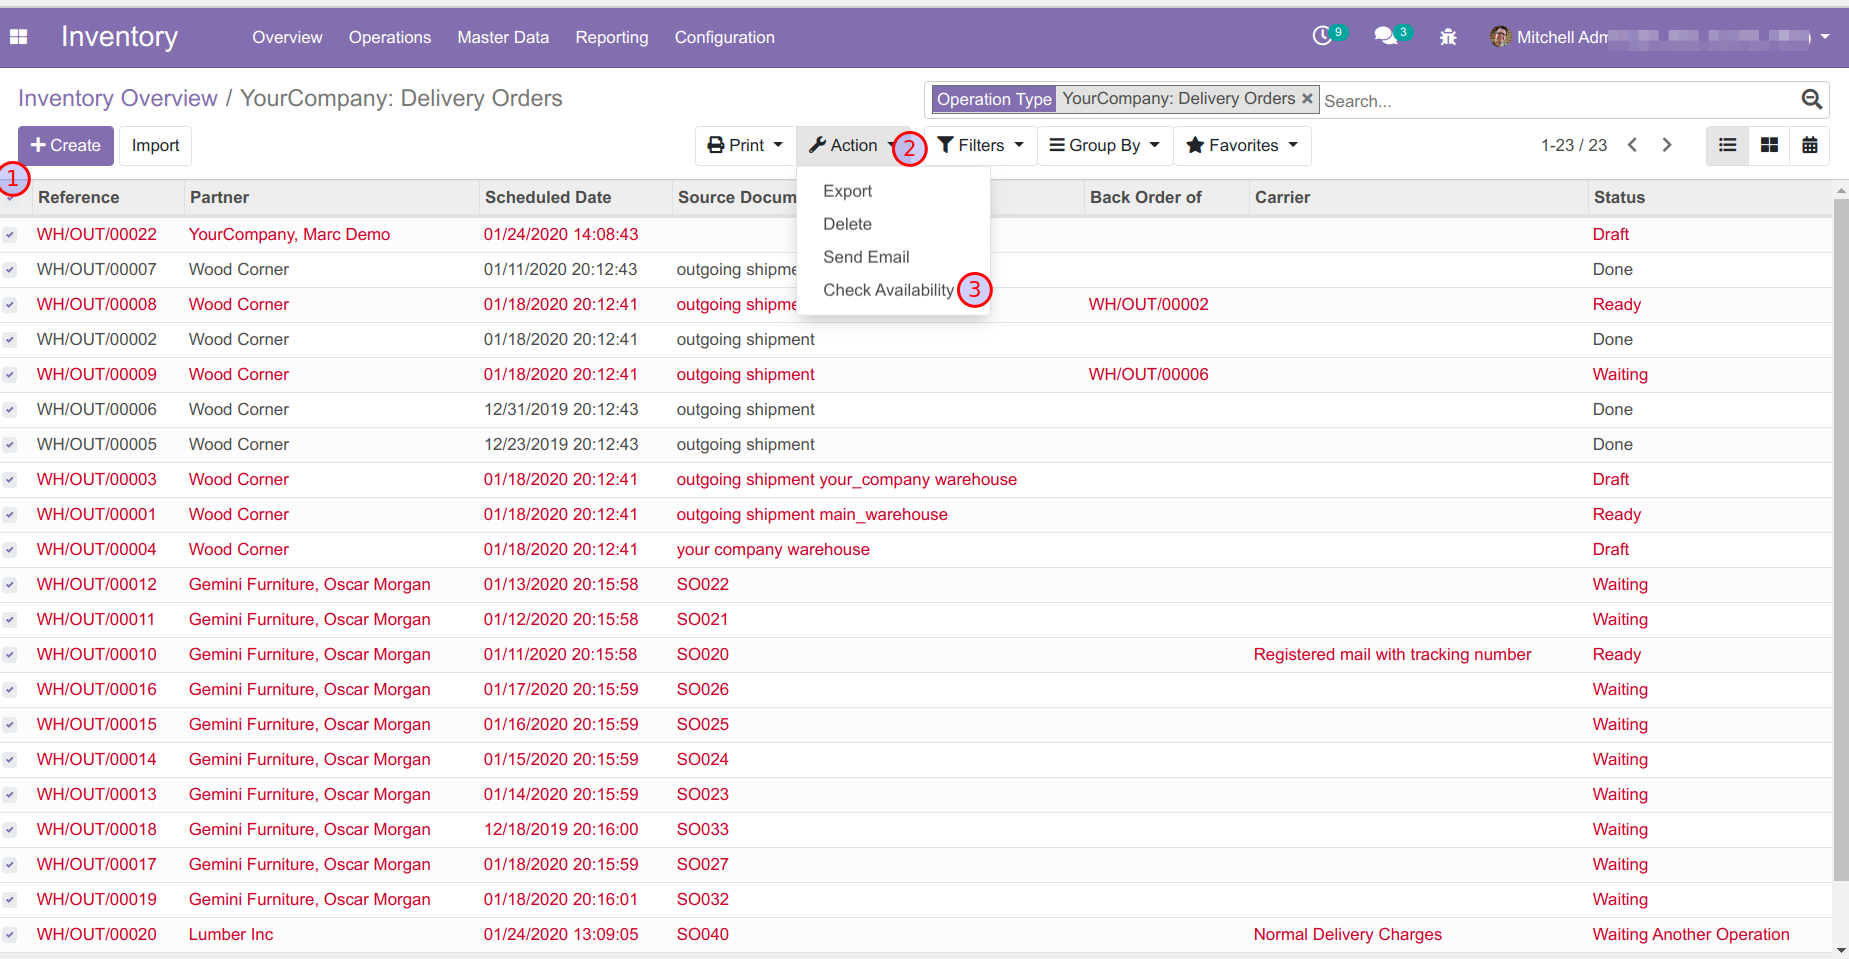 Inventory Overview Operations Master Data Reporting Configuration 9 3 Mitchell Adm
Inventory Overview / YourCompany: Delivery Orders Operation Type YourCompany: Delivery Orders × Search...
Create Import Print Action 2 Filters Group By Favorites 1-23 / 23
1
Reference Partner Scheduled Date Source Docum Back Order of Carrier Status
Export
Delete
Send Email
Check Availability 3
WH/OUT/00022 YourCompany, Marc Demo 01/24/2020 14:08:43 Draft
WH/OUT/00007 Wood Corner 01/11/2020 20:12:43 outgoing shipme Done
WH/OUT/00008 Wood Corner 01/18/2020 20:12:41 outgoing shipme WH/OUT/00002 Ready
WH/OUT/00002 Wood Corner 01/18/2020 20:12:41 outgoing shipment Done
WH/OUT/00009 Wood Corner 01/18/2020 20:12:41 outgoing shipment WH/OUT/00006 Waiting
WH/OUT/00006 Wood Corner 12/31/2019 20:12:43 outgoing shipment Done
WH/OUT/00005 Wood Corner 12/23/2019 20:12:43 outgoing shipment Done
WH/OUT/00003 Wood Corner 01/18/2020 20:12:41 outgoing shipment your_company warehouse Draft
WH/OUT/00001 Wood Corner 01/18/2020 20:12:41 outgoing shipment main_warehouse Ready
WH/OUT/00004 Wood Corner 01/18/2020 20:12:41 your company warehouse Draft
WH/OUT/00012 Gemini Furniture, Oscar Morgan 01/13/2020 20:15:58 SO022 Waiting
WH/OUT/00011 Gemini Furniture, Oscar Morgan 01/12/2020 20:15:58 SO021 Waiting
WH/OUT/00010 Gemini Furniture, Oscar Morgan 01/11/2020 20:15:58 SO020 Registered mail with tracking number Ready
WH/OUT/00016 Gemini Furniture, Oscar Morgan 01/17/2020 20:15:59 SO026 Waiting
WH/OUT/00015 Gemini Furniture, Oscar Morgan 01/16/2020 20:15:59 SO025 Waiting
WH/OUT/00014 Gemini Furniture, Oscar Morgan 01/15/2020 20:15:59 SO024 Waiting
WH/OUT/00013 Gemini Furniture, Oscar Morgan 01/14/2020 20:15:59 SO023 Waiting
WH/OUT/00018 Gemini Furniture, Oscar Morgan 12/18/2019 20:16:00 SO033 Waiting
WH/OUT/00017 Gemini Furniture, Oscar Morgan 01/18/2020 20:15:59 SO027 Waiting
WH/OUT/00019 Gemini Furniture, Oscar Morgan 01/18/2020 20:16:01 SO032 Waiting
WH/OUT/00020 Lumber Inc 01/24/2020 13:09:05 SO040 Normal Delivery Charges Waiting Another Operation